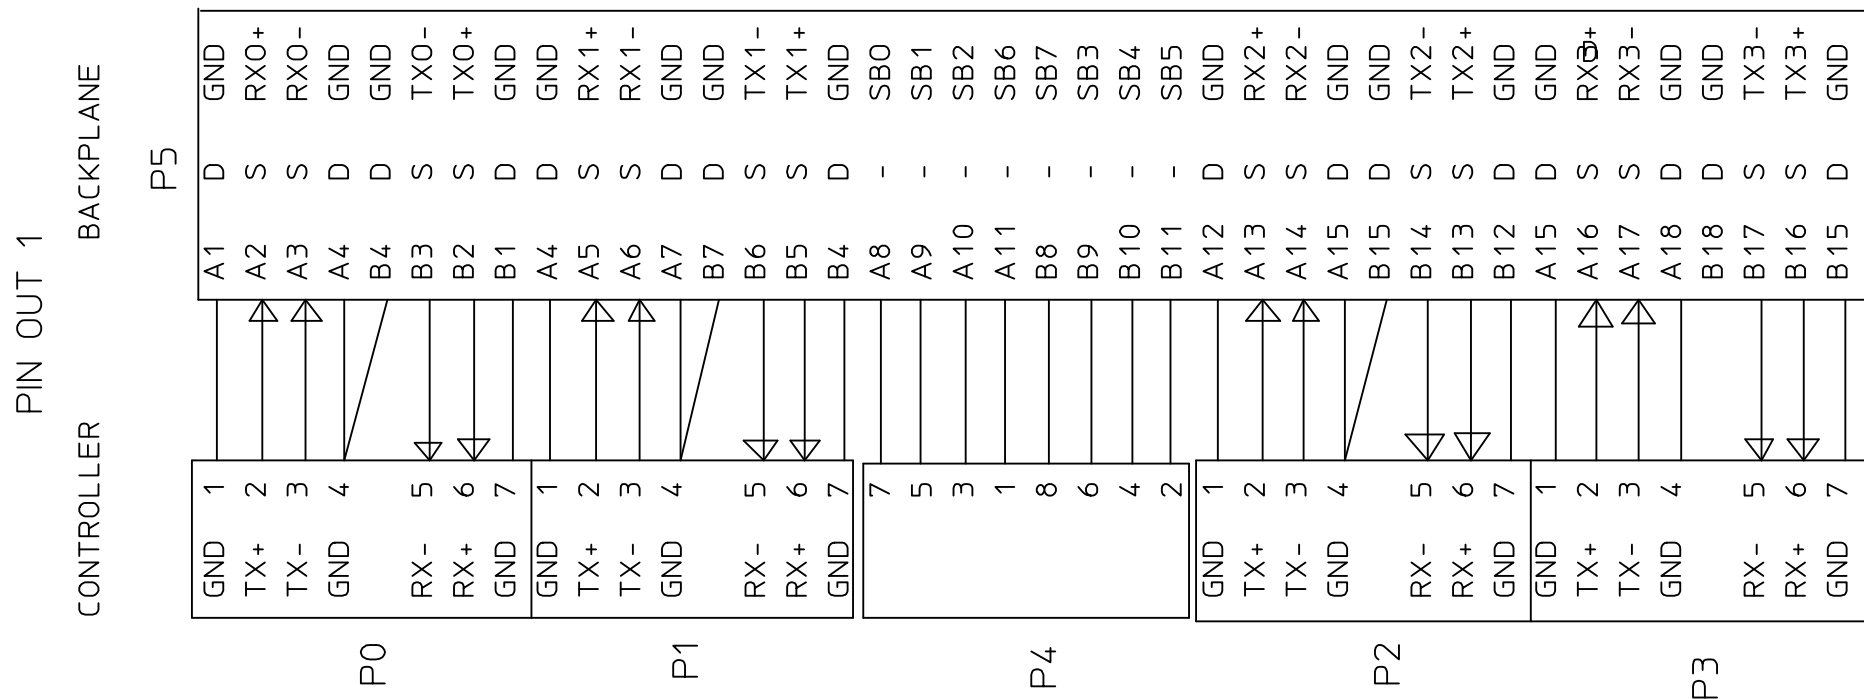 PIN OUT 1
CONTROLLER BACKPLANE
P5
GND 1 A1 D GND
TX+ 2 A2 S RX0+
TX- 3 A3 S RX0-
GND 4 A4 D GND
P0 B4 D GND
RX- 5 B3 S TX0-
RX+ 6 B2 S TX0+
GND 7 B1 D GND
GND 1 A4 D GND
TX+ 2 A5 S RX1+
TX- 3 A6 S RX1-
GND 4 A7 D GND
P1 B7 D GND
RX- 5 B6 S TX1-
RX+ 6 B5 S TX1+
GND 7 B4 D GND
7 A8 - SB0
5 A9 - SB1
3 A10 - SB2
1 A11 - SB6
P4 8 B8 - SB7
6 B9 - SB3
4 B10 - SB4
2 B11 - SB5
GND 1 A12 D GND
TX+ 2 A13 S RX2+
TX- 3 A14 S RX2-
GND 4 A15 D GND
P2 B15 D GND
RX- 5 B14 S TX2-
RX+ 6 B13 S TX2+
GND 7 B12 D GND
GND 1 A15 D GND
TX+ 2 A16 S RX3+
TX- 3 A17 S RX3-
GND 4 A18 D GND
P3 B18 D GND
RX- 5 B17 S TX3-
RX+ 6 B16 S TX3+
GND 7 B15 D GND